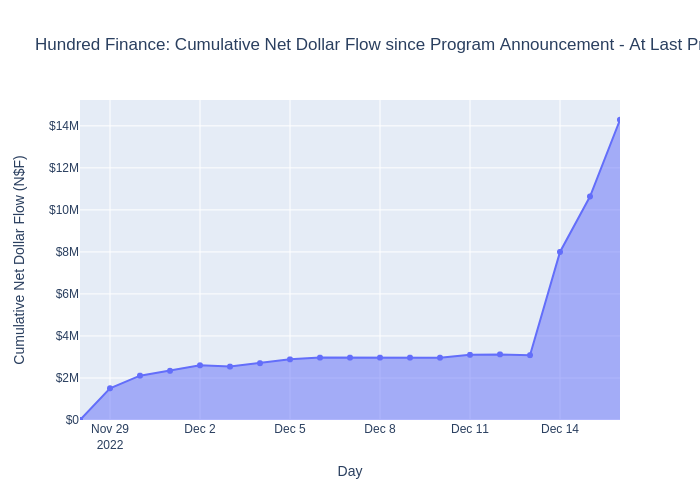 Hundred Finance: Cumulative Net Dollar Flow since Program Announcement - At Last
Cumulative Net Dollar Flow (N$F)
$14M
$12M
$10M
$8M
$6M
$4M
$2M
$0
Nov 29 Dec 2 Dec 5 Dec 8 Dec 11 Dec 14
2022
Day